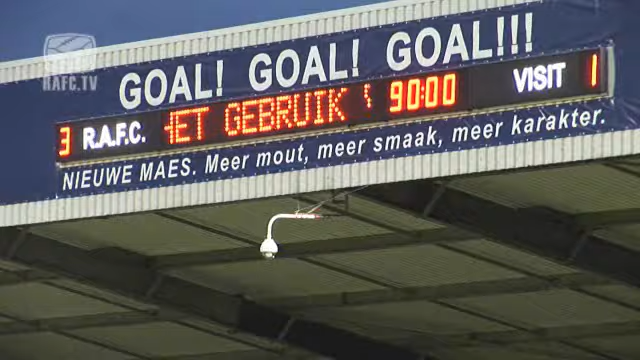 RAFC.TV
GOAL! GOAL! GOAL!!!
3 R.A.F.C. HET GEBRUIK 90:00 VISIT 1
NIEUWE MAES. Meer mout, meer smaak, meer karakter.